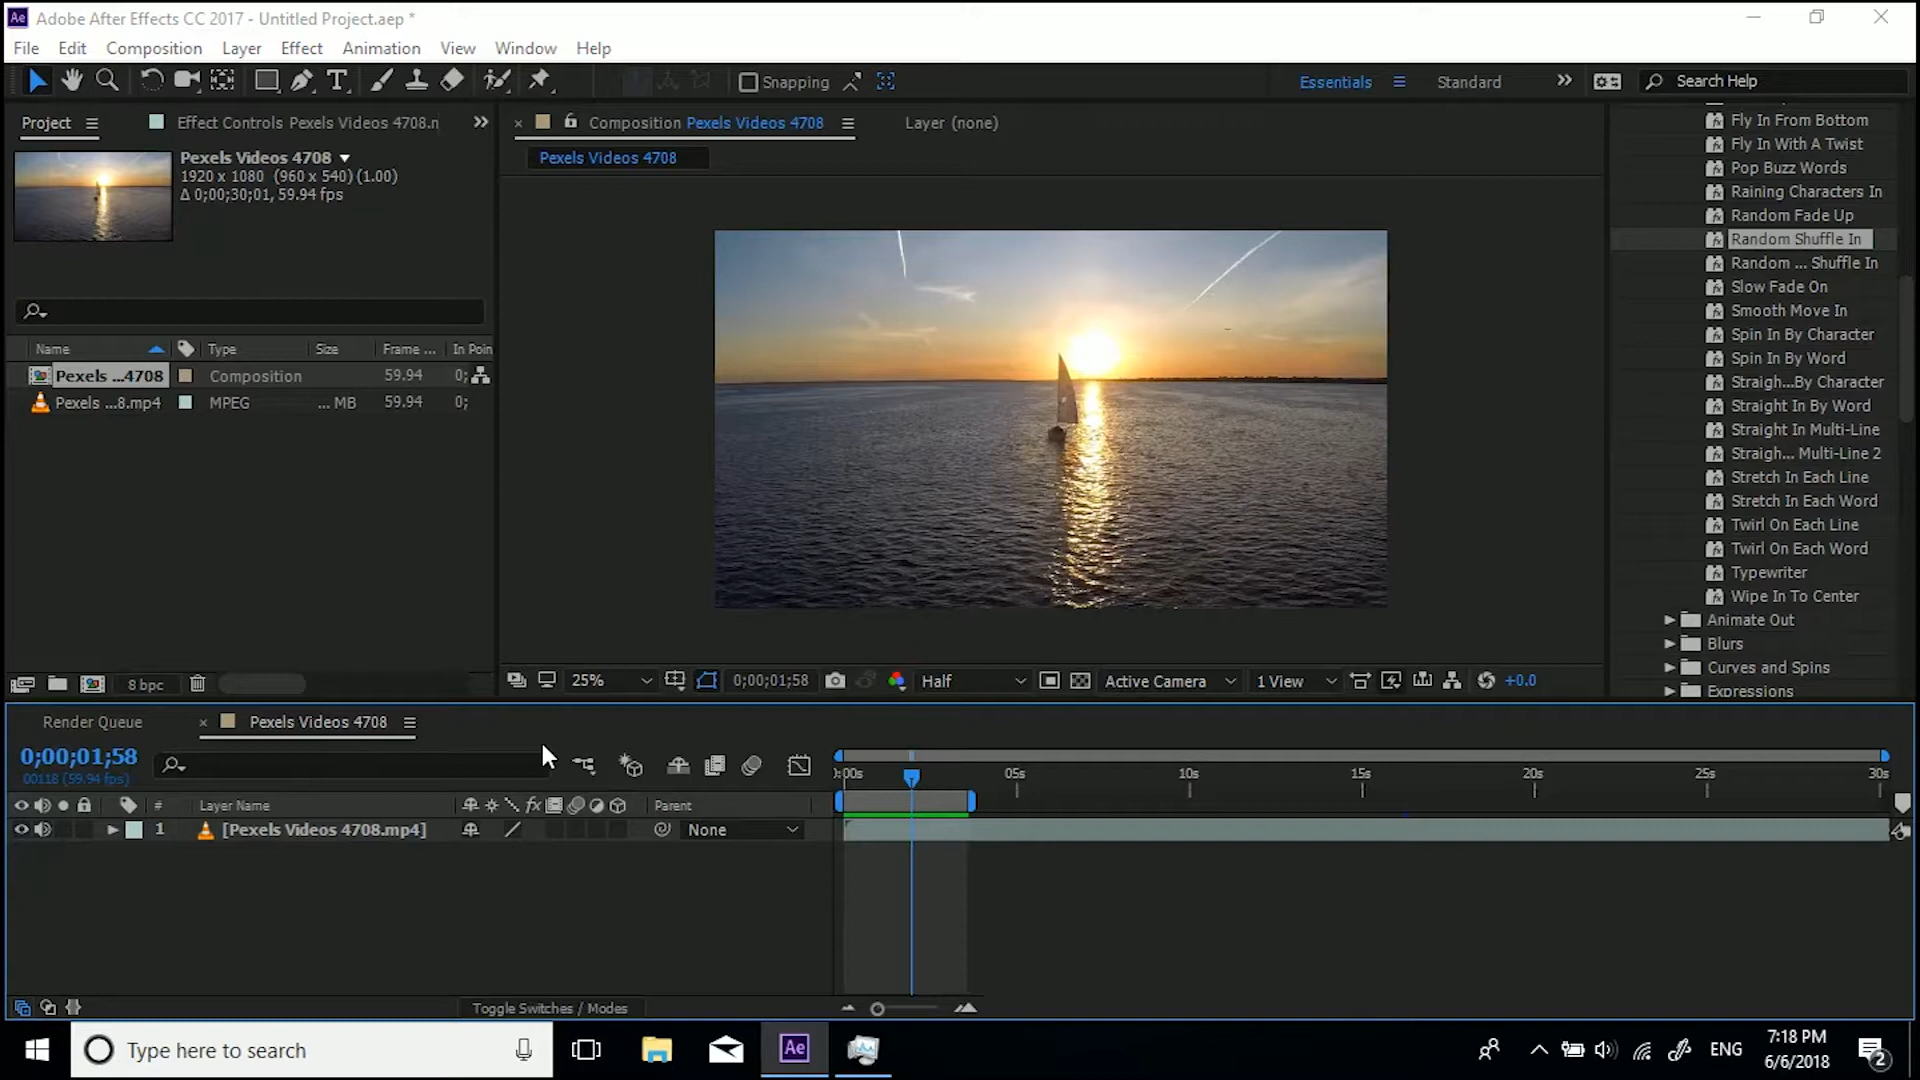 Adobe After Effects CC 2017 - Untitled Project.aep *
File Edit Composition Layer Effect Animation View Window Help
Snapping Essentials Standard Search Help
Project Effect Controls Pexels Videos 4708.n
Composition Pexels Videos 4708 Layer (none)
Pexels Videos 4708
Pexels Videos 4708
1920 x 1080 (960 x 540) (1.00)
Δ 0;00;30;01, 59.94 fps
Name Type Size Frame ... In Poin
Pexels ...4708 Composition 59.94 0;
Pexels ...8.mp4 MPEG ... MB 59.94 0;
8 bpc
25% 0;00;01;58 Half Active Camera 1 View +0.0
Fly In From Bottom
Fly In With A Twist
Pop Buzz Words
Raining Characters In
Random Fade Up
Random Shuffle In
Random ... Shuffle In
Slow Fade On
Smooth Move In
Spin In By Character
Spin In By Word
Straigh...By Character
Straight In By Word
Straight In Multi-Line
Straigh... Multi-Line 2
Stretch In Each Line
Stretch In Each Word
Twirl On Each Line
Twirl On Each Word
Typewriter
Wipe In To Center
Animate Out
Blurs
Curves and Spins
Expressions
Render Queue Pexels Videos 4708
0;00;01;58
00118 (59.94 fps)
):00s 05s 10s 15s 20s 25s 30s
# Layer Name fx Parent
1 [Pexels Videos 4708.mp4] None
Toggle Switches / Modes
Type here to search
Ae
ENG
7:18 PM
6/6/2018
2